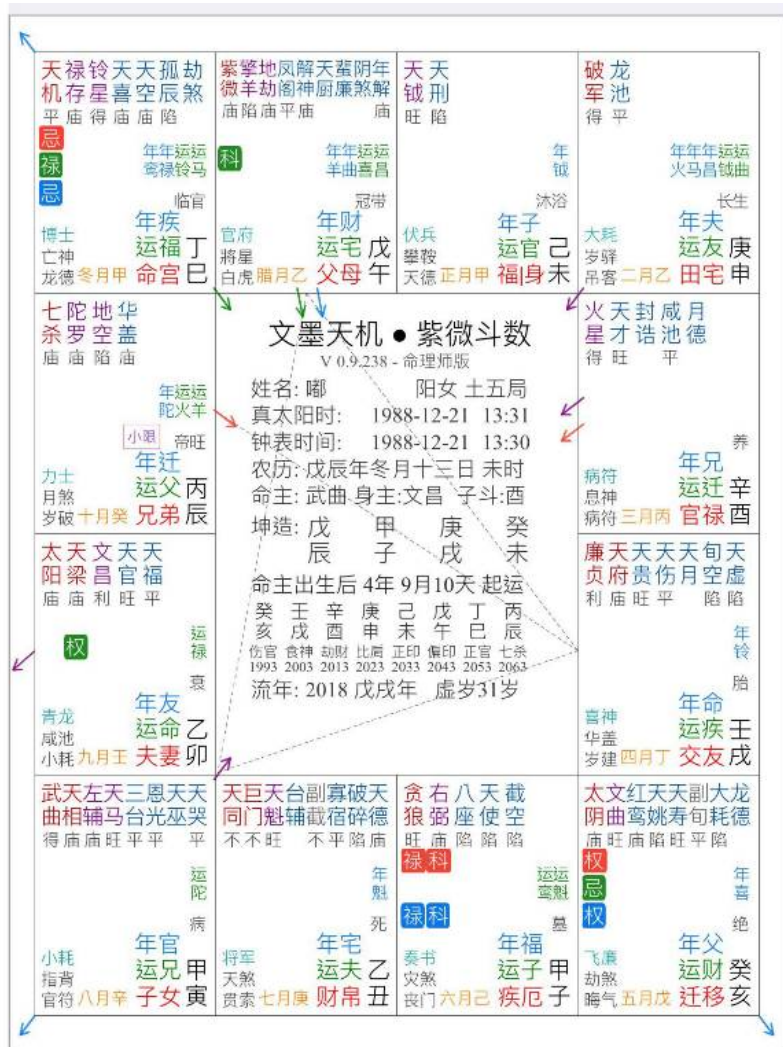 天禄铃天天孤劫
机存星喜空辰煞
平庙得庙庙陷
忌
禄
忌
年年运运
鸾禄铃马
临官
博士
亡神
龙德
冬月甲
年疾
运福
命宫
丁
巳
紫擎地凤解天蜚阴年
微羊劫阁神厨廉煞解
庙陷庙平庙　　　庙
科
年年运运
羊曲喜昌
冠带
官府
將星
白虎
腊月乙
年财
运宅
父母
戊
午
天天
钺刑
旺陷
年
钺
沐浴
伏兵
攀鞍
天德
正月甲
年子
运官
福|身
己
未
破龙
军池
得平
年年年运运
火马昌钺曲
长生
大耗
岁驿
吊客
二月乙
年夫
运友
田宅
庚
申
七陀地华
杀罗空盖
庙庙陷庙
年运运
陀火羊
小限
帝旺
力士
月煞
岁破
十月癸
年迁
运父
兄弟
丙
辰
文墨天机 ● 紫微斗数
V 0.9.238 - 命理师版
姓名: 嘟　阳女 土五局
真太阳时: 1988-12-21 13:31
钟表时间: 1988-12-21 13:30
农历: 戊辰年冬月十三日 未时
命主: 武曲 身主:文昌 子斗:酉
坤造: 戊 甲 庚 癸
辰 子 戌 未
命主出生后 4年 9月10天 起运
癸 壬 辛 庚 己 戊 丁 丙
亥 戌 酉 申 未 午 巳 辰
伤官 食神 劫财 比肩 正印 偏印 正官 七杀
1993 2003 2013 2023 2033 2043 2053 2063
流年: 2018 戊戌年 虚岁31岁
火天封咸月
星才诰池德
得旺　平
养
病符
息神
病符
三月丙
年兄
运迁
官禄
辛
酉
太天文天天
阳梁昌官福
庙庙利旺平
权
运
禄
衰
青龙
咸池
小耗
九月壬
年友
运命
夫妻
乙
卯
廉天天天天旬天
贞府贵伤月空虚
利庙旺平　陷陷
年
铃
胎
喜神
华盖
岁建
四月丁
年命
运疾
交友
壬
戌
武天左天三恩天天
曲相辅马台光巫哭
得庙庙旺平平　平
运
陀
病
小耗
指背
官符
八月辛
年官
运兄
子女
甲
寅
天巨天台副寡破天
同门魁辅截宿碎德
不不旺　不平陷庙
年
魁
死
将军
天煞
贯索
七月庚
年宅
运夫
财帛
乙
丑
贪右八天截
狼弼座使空
旺庙陷陷陷
禄科
禄科
运运
鸾魁
墓
奏书
灾煞
丧门
六月己
年福
运子
疾厄
甲
子
太文红天天副大龙
阴曲鸾姚寿旬耗德
庙旺庙陷旺平陷
权
忌
权
年
喜
绝
飞廉
劫煞
晦气
五月戊
年父
运财
迁移
癸
亥